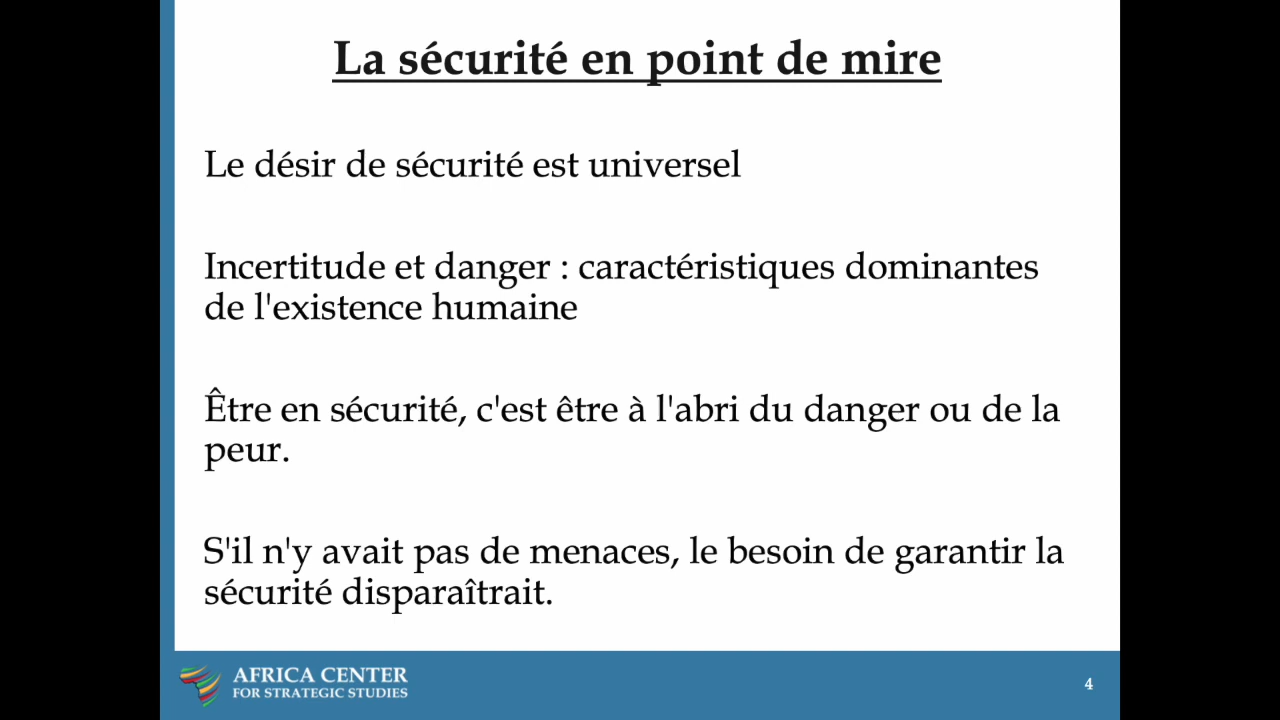 La sécurité en point de mire
Le désir de sécurité est universel
Incertitude et danger : caractéristiques dominantes
de l'existence humaine
Être en sécurité, c'est être à l'abri du danger ou de la
peur.
S'il n'y avait pas de menaces, le besoin de garantir la
sécurité disparaîtrait.
AFRICA CENTER
FOR STRATEGIC STUDIES
4